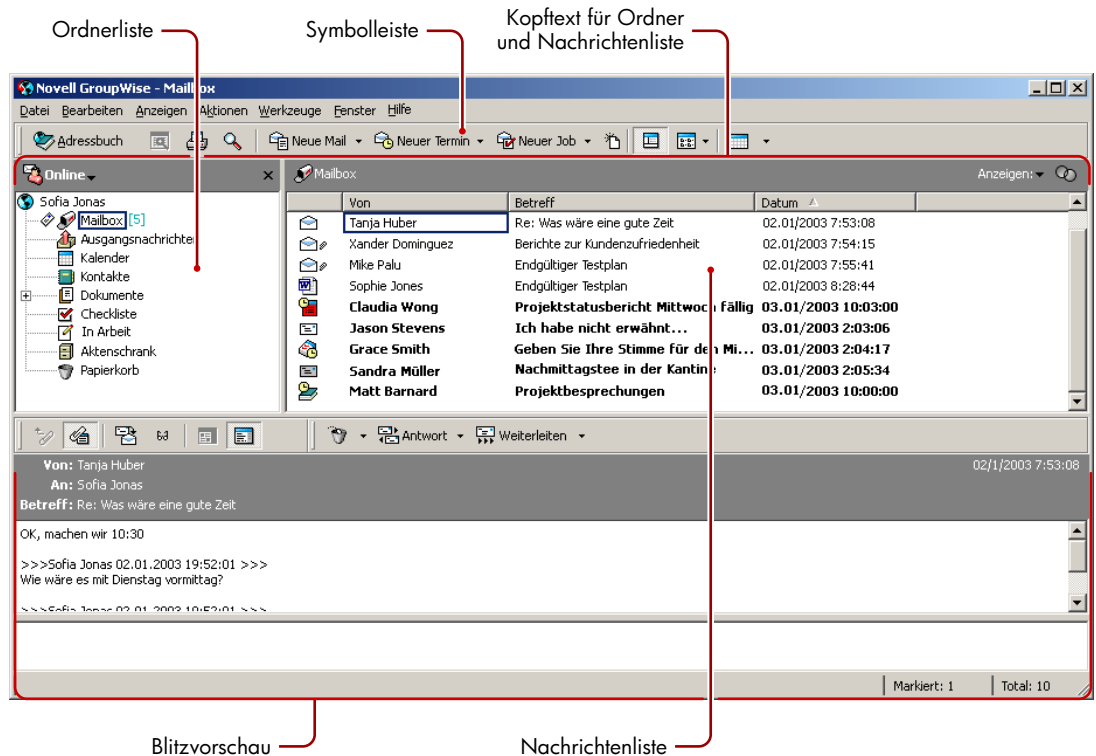 Ordnerliste
Symbolleiste
Kopftext für Ordner
und Nachrichtenliste
Novell GroupWise - Mailbox
Datei Bearbeiten Anzeigen Aktionen Werkzeuge Fenster Hilfe
Adressbuch Neue Mail Neuer Termin Neuer Job
Online Mailbox Anzeigen:
Sofia Jonas
Mailbox [5]
Ausgangsnachrichten
Kalender
Kontakte
Dokumente
Checkliste
In Arbeit
Aktenschrank
Papierkorb
Von Betreff Datum
Tanja Huber Re: Was wäre eine gute Zeit 02.01/2003 7:53:08
Xander Dominguez Berichte zur Kundenzufriedenheit 02.01/2003 7:54:15
Mike Palu Endgültiger Testplan 02.01/2003 7:55:41
Sophie Jones Endgültiger Testplan 02.01/2003 8:28:44
Claudia Wong Projektstatusbericht Mittwoch fällig 03.01/2003 10:03:00
Jason Stevens Ich habe nicht erwähnt... 03.01/2003 2:03:06
Grace Smith Geben Sie Ihre Stimme für den Mi... 03.01/2003 2:04:17
Sandra Müller Nachmittagstee in der Kantine 03.01/2003 2:05:34
Matt Barnard Projektbesprechungen 03.01/2003 10:00:00
Antwort Weiterleiten
Von: Tanja Huber 02/1/2003 7:53:08
An: Sofia Jonas
Betreff: Re: Was wäre eine gute Zeit
OK, machen wir 10:30
>>>Sofia Jonas 02.01.2003 19:52:01 >>>
Wie wäre es mit Dienstag vormittag?
>>>Sofia Jonas 02.01.2003 19:52:01 >>>
Markiert: 1 Total: 10
Blitzvorschau
Nachrichtenliste